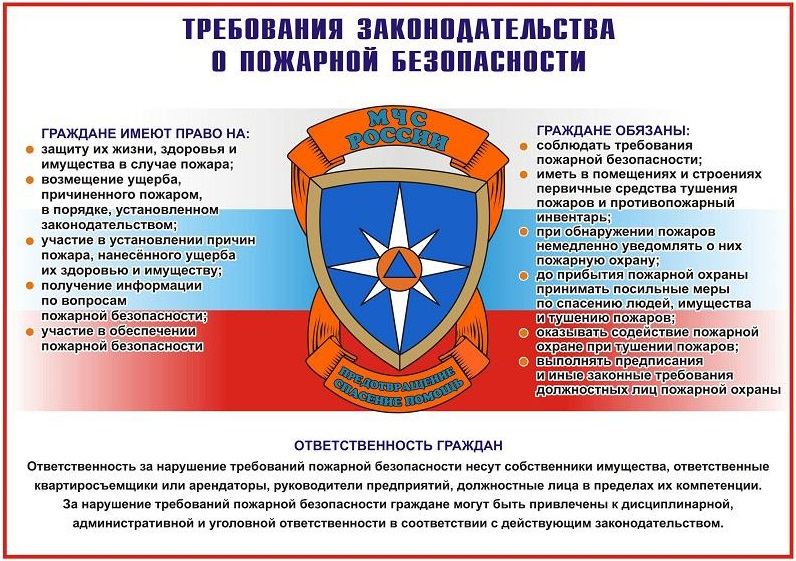 ТРЕБОВАНИЯ ЗАКОНОДАТЕЛЬСТВА
О ПОЖАРНОЙ БЕЗОПАСНОСТИ
ГРАЖДАНЕ ИМЕЮТ ПРАВО НА:
защиту их жизни, здоровья и
имущества в случае пожара;
возмещение ущерба,
причиненного пожаром,
в порядке, установленном
законодательством;
участие в установлении причин
пожара, нанесённого ущерба
их здоровью и имуществу;
получение информации
по вопросам
пожарной безопасности;
участие в обеспечении
пожарной безопасности
МЧС
РОССИИ
ПРЕДОТВРАЩЕНИЕ
СПАСЕНИЕ ПОМОЩЬ
ГРАЖДАНЕ ОБЯЗАНЫ:
соблюдать требования
пожарной безопасности;
иметь в помещениях и строениях
первичные средства тушения
пожаров и противопожарный
инвентарь;
при обнаружении пожаров
немедленно уведомлять о них
пожарную охрану;
до прибытия пожарной охраны
принимать посильные меры
по спасению людей, имущества
и тушению пожаров;
оказывать содействие пожарной
охране при тушении пожаров;
выполнять предписания
и иные законные требования
должностных лиц пожарной охраны
ОТВЕТСТВЕННОСТЬ ГРАЖДАН
Ответственность за нарушение требований пожарной безопасности несут собственники имущества, ответственные
квартиросъемщики или арендаторы, руководители предприятий, должностные лица в пределах их компетенции.
За нарушение требований пожарной безопасности граждане могут быть привлечены к дисциплинарной,
административной и уголовной ответственности в соответствии с действующим законодательством.